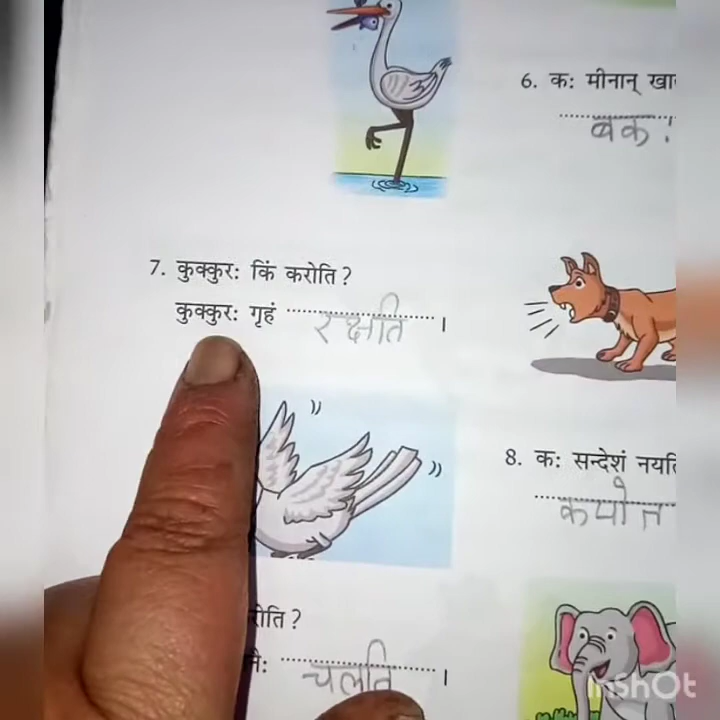 6. कः मीनान् खा
बकः
7. कुक्कुरः किं करोति ?
कुक्कुरः गृहं रक्षति ।
8. कः सन्देशं नयति
कपोत
रोति ?
नैः चलति ।
InShOt